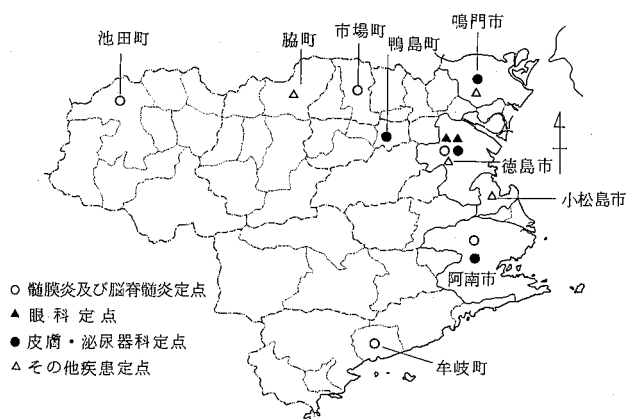 鳴門市
市場町
鴨島町
脇町
池田町
徳島市
小松島市
阿南市
牟岐町
○ 髄膜炎及び脳脊髄炎定点
▲ 眼科定点
● 皮膚・泌尿器科定点
△ その他疾患定点